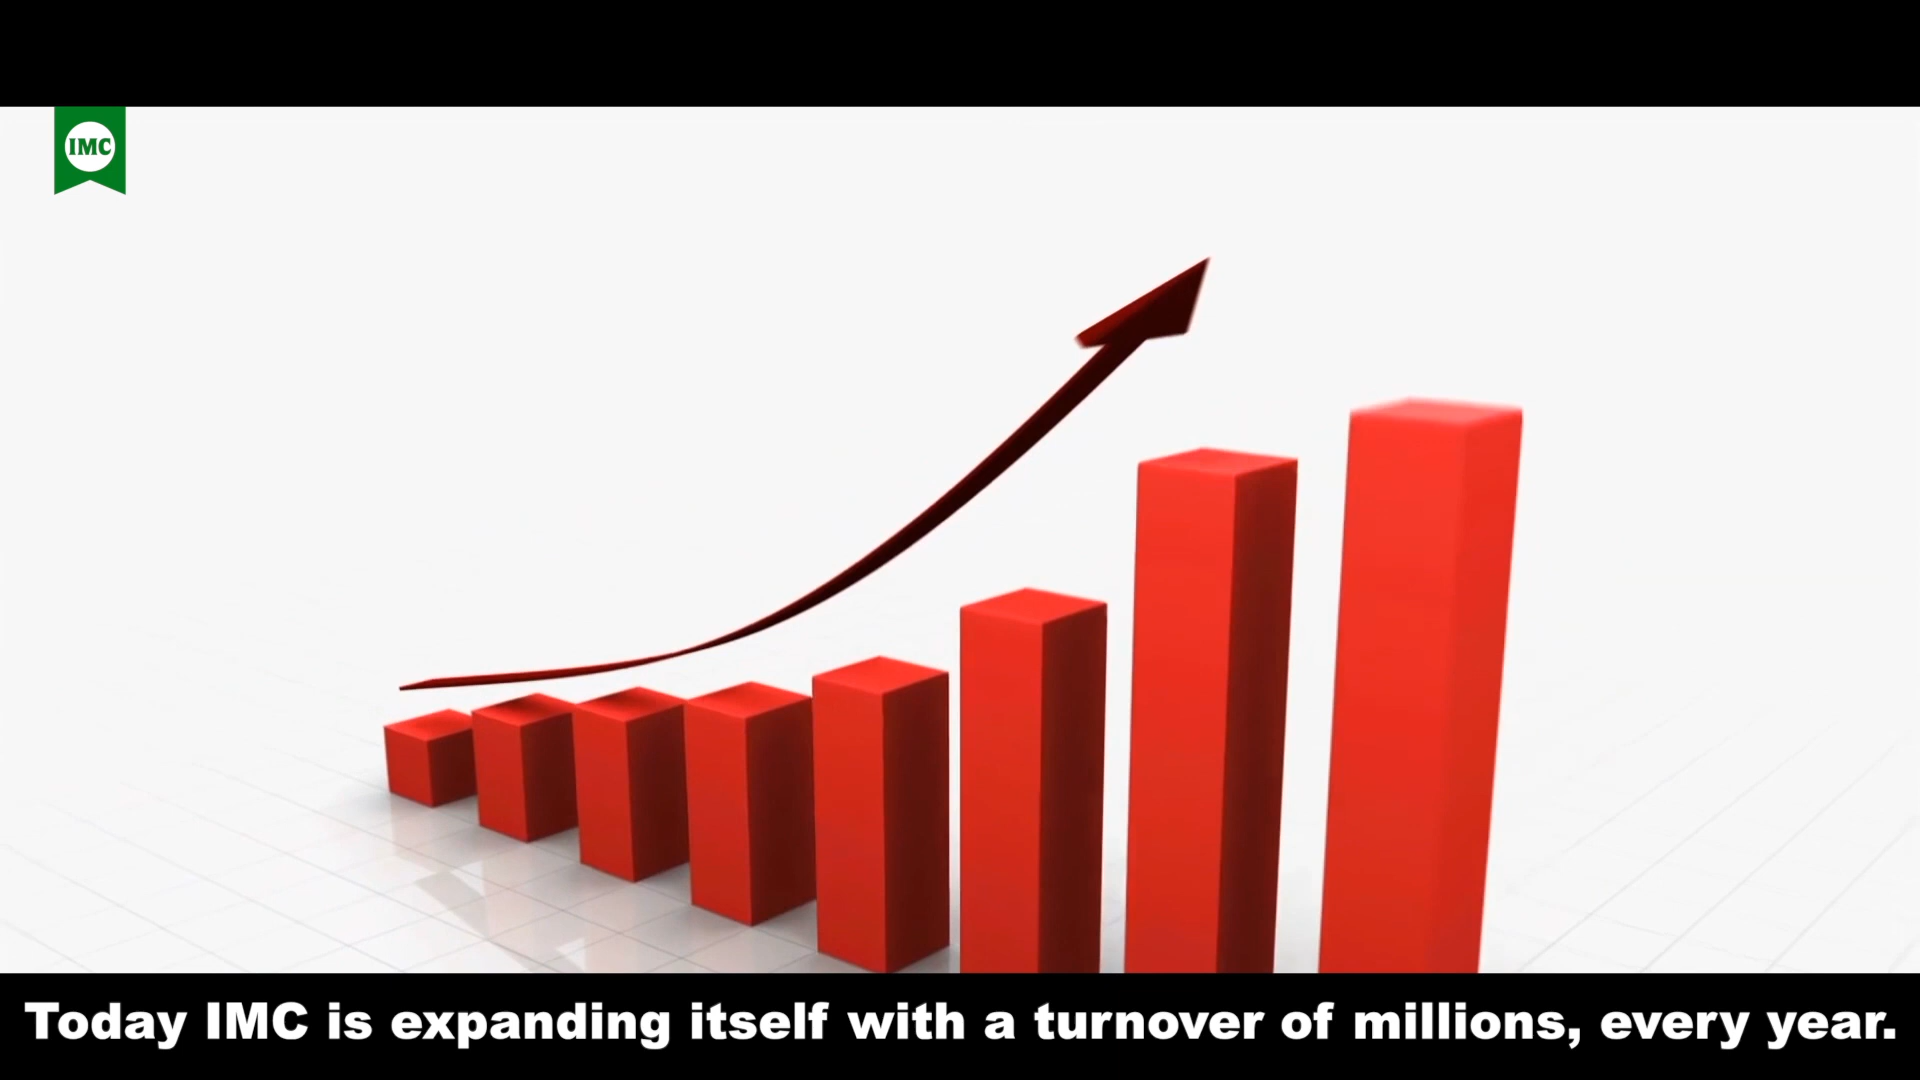 IMC
Today IMC is expanding itself with a turnover of millions, every year.